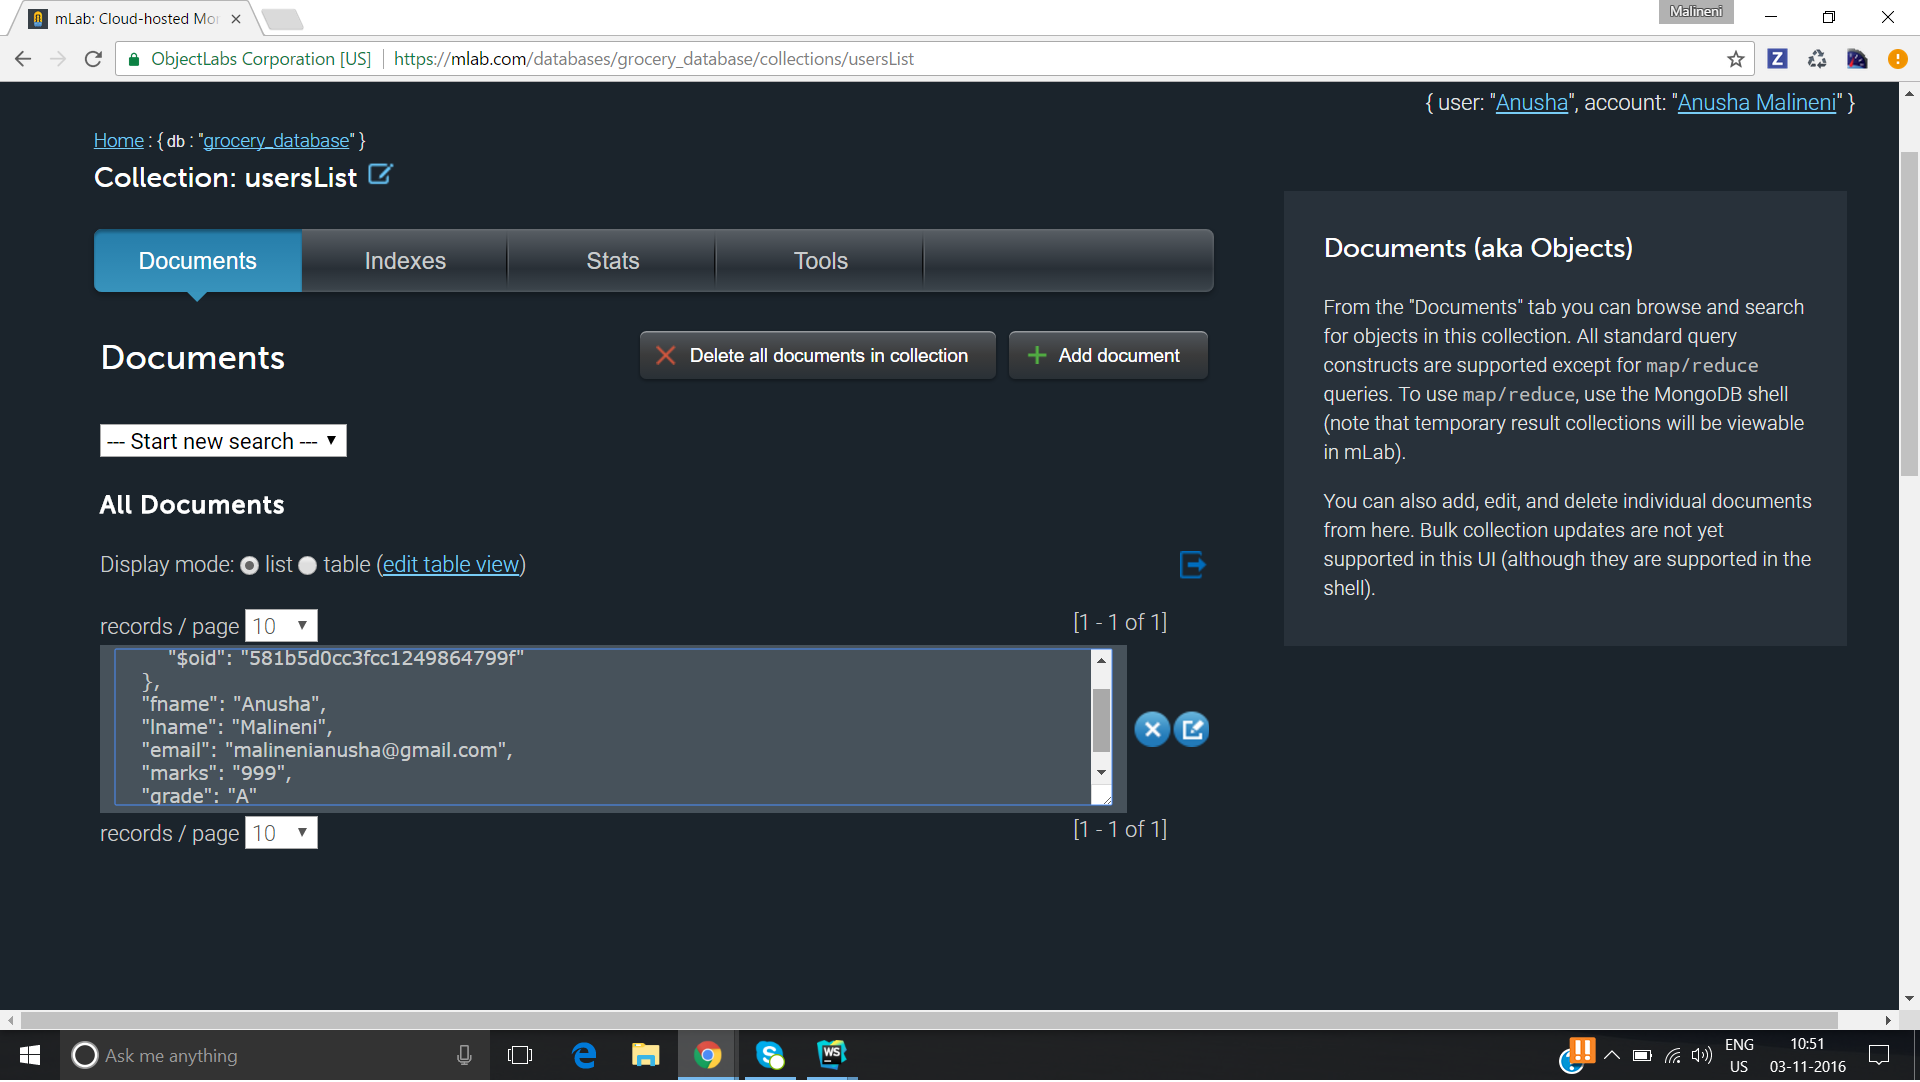 mLab: Cloud-hosted Mo
Malineni
ObjectLabs Corporation [US]
https://mlab.com/databases/grocery_database/collections/usersList
{ user: "Anusha", account: "Anusha Malineni" }
Home : { db : "grocery_database" }
Collection: usersList
Documents
Indexes
Stats
Tools
Documents
Delete all documents in collection
Add document
--- Start new search ---
All Documents
Display mode: list table (edit table view)
records / page 10
[1 - 1 of 1]
"$oid": "581b5d0cc3fcc1249864799f"
},
"fname": "Anusha",
"lname": "Malineni",
"email": "malinenianusha@gmail.com",
"marks": "999",
"grade": "A"
records / page 10
[1 - 1 of 1]
Documents (aka Objects)
From the "Documents" tab you can browse and search
for objects in this collection. All standard query
constructs are supported except for map/reduce
queries. To use map/reduce, use the MongoDB shell
(note that temporary result collections will be viewable
in mLab).
You can also add, edit, and delete individual documents
from here. Bulk collection updates are not yet
supported in this UI (although they are supported in the
shell).
Ask me anything
WS
ENG
US
10:51
03-11-2016